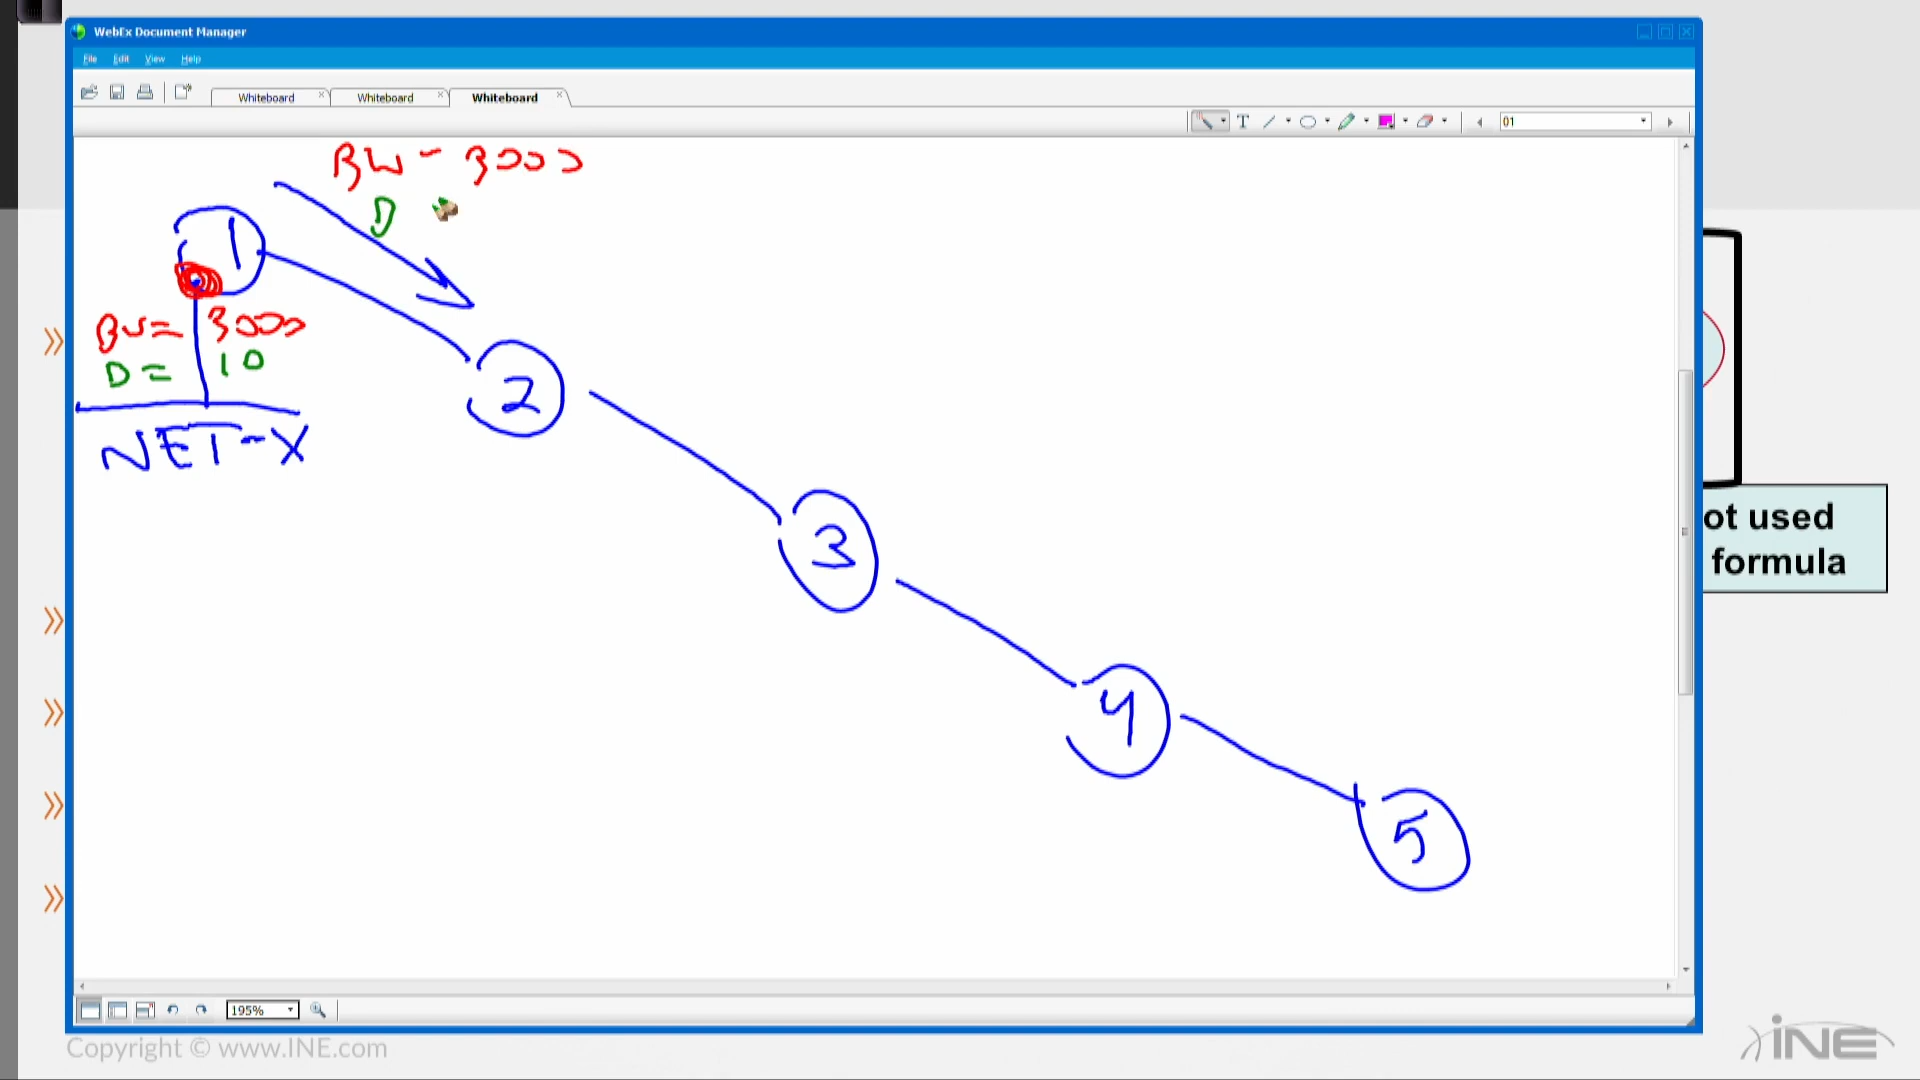 WebEx Document Manager
File Edit View Help
Whiteboard Whiteboard Whiteboard
T 01
BW - 3000
D
1
BW = 3000
D = 10
NET-X
2
3
4
5
ot used
formula
195%
Copyright © www.INE.com
iNE